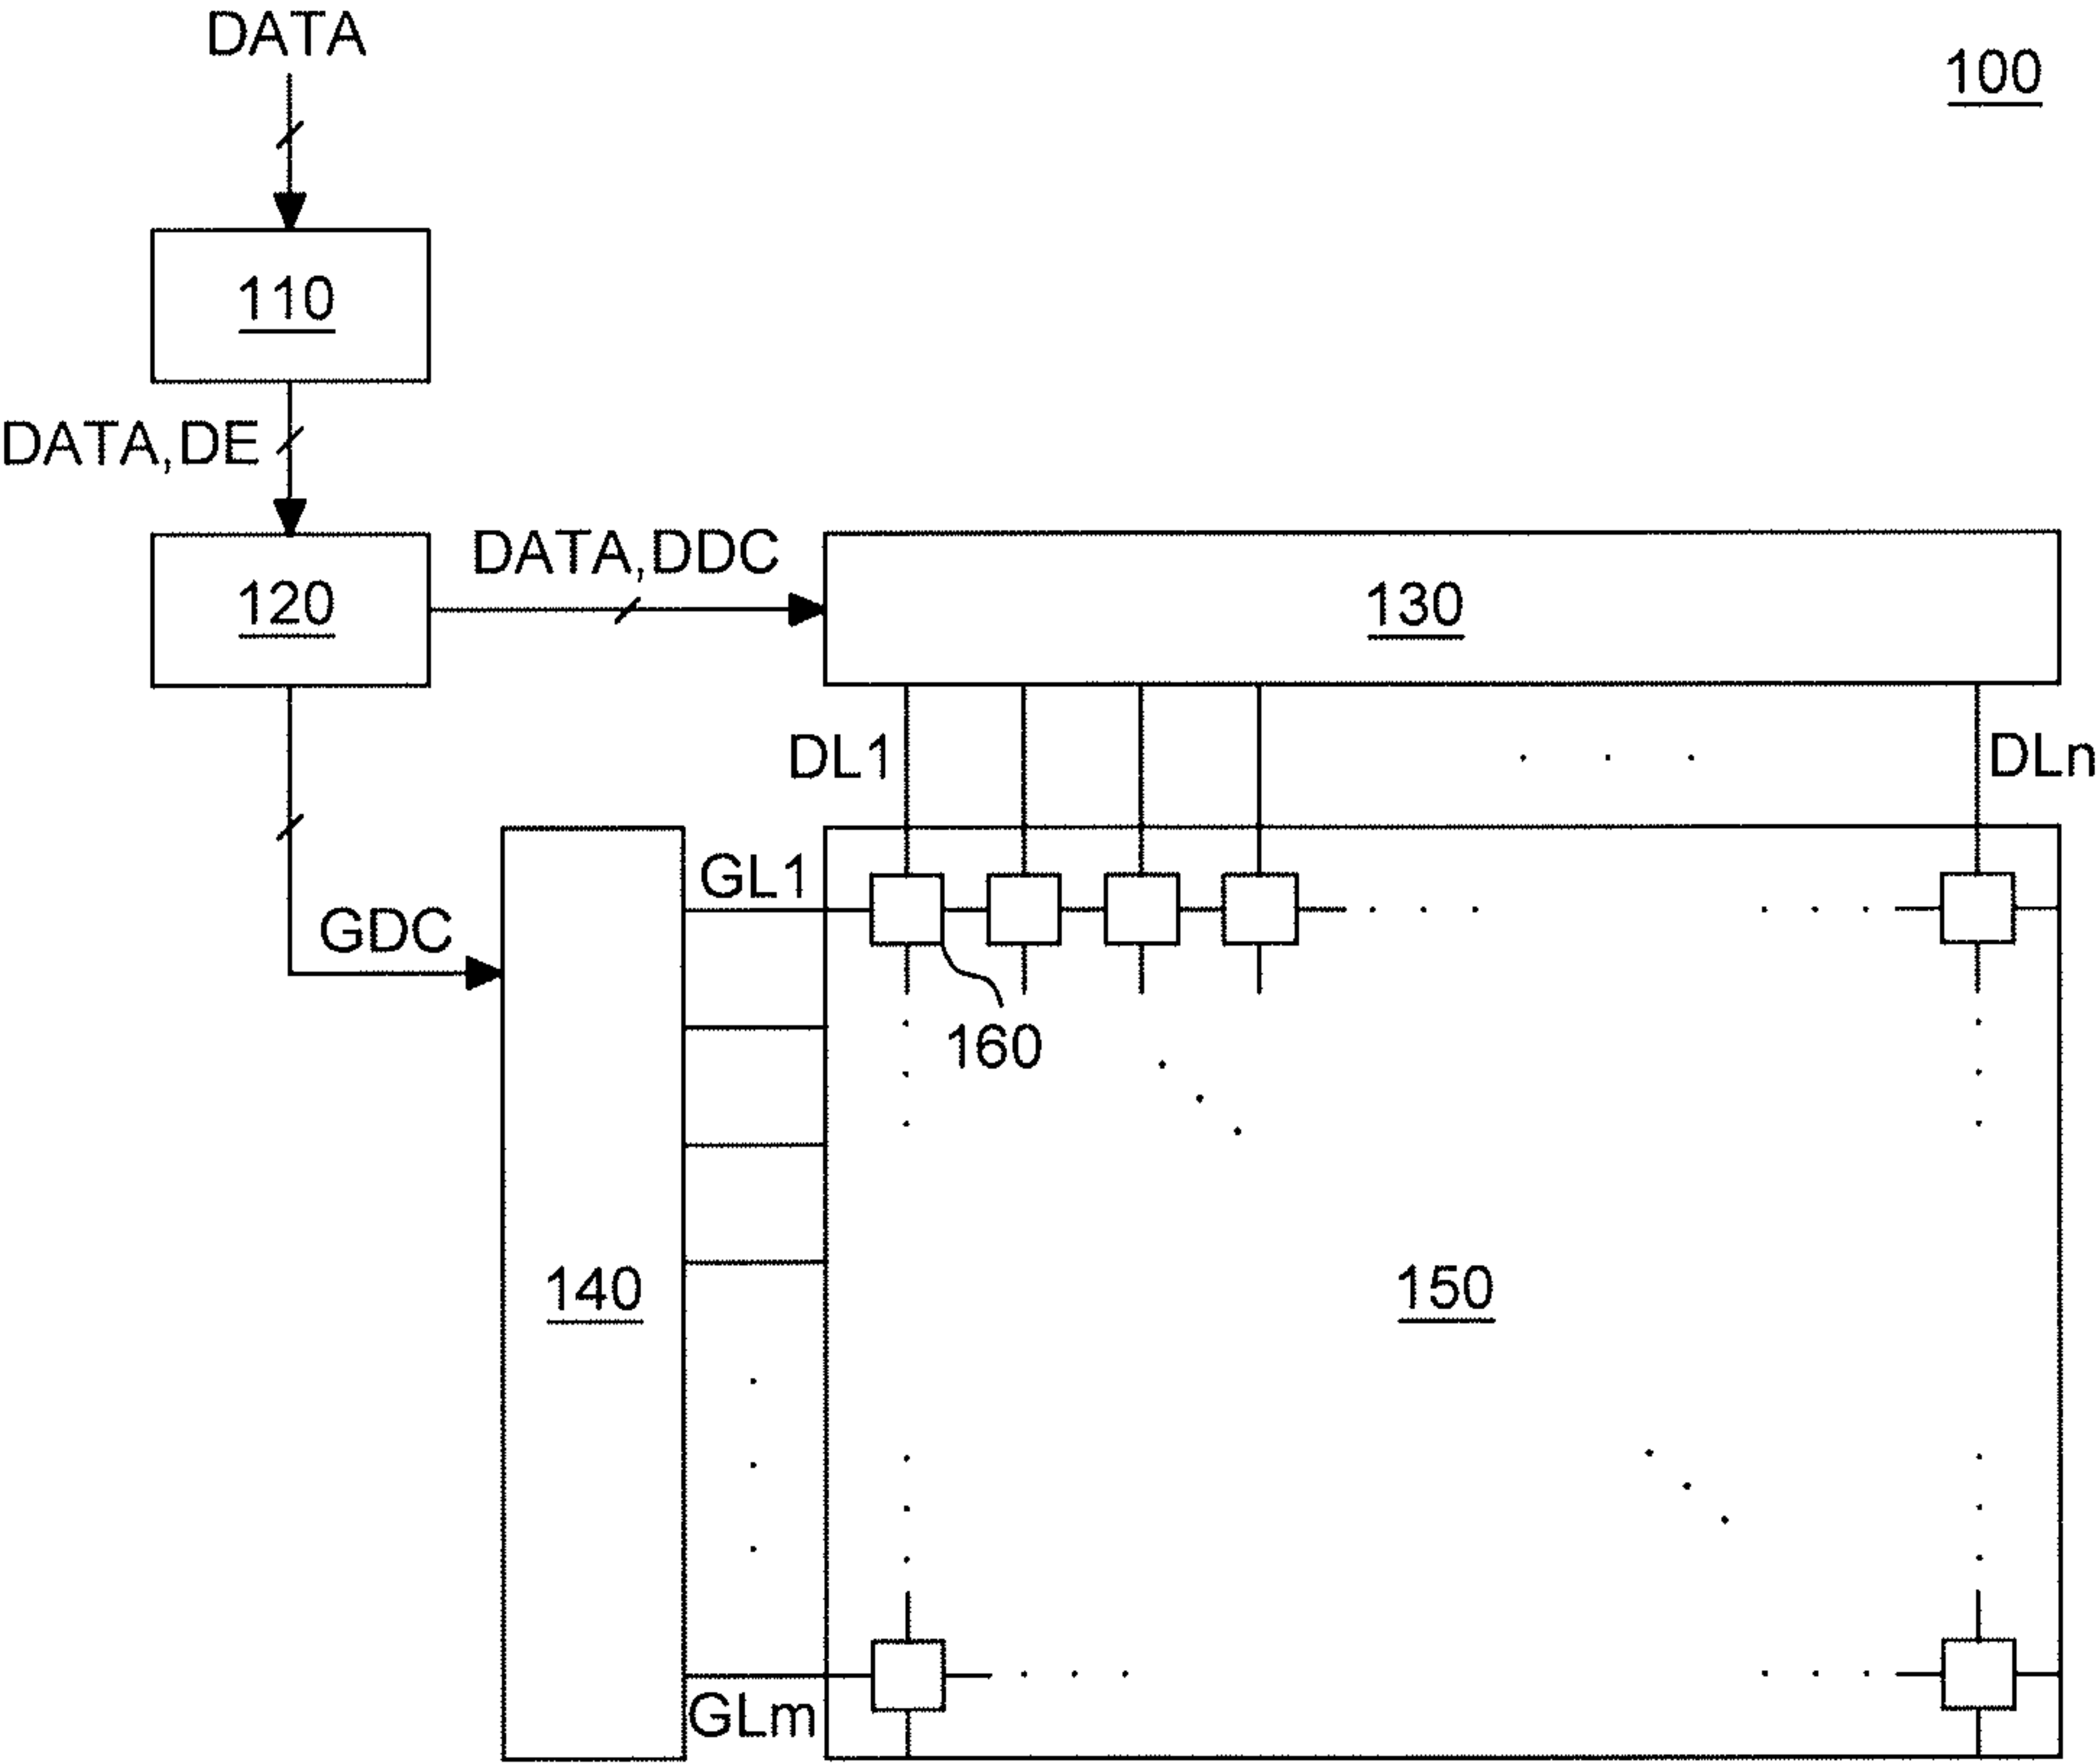 DATA
100
110
DATA,DE
DATA,DDC
120
130
DL1
DLn
GL1
GDC
160
140
150
GLm